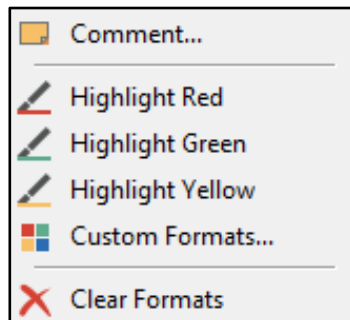 Comment...
Highlight Red
Highlight Green
Highlight Yellow
Custom Formats...
Clear Formats